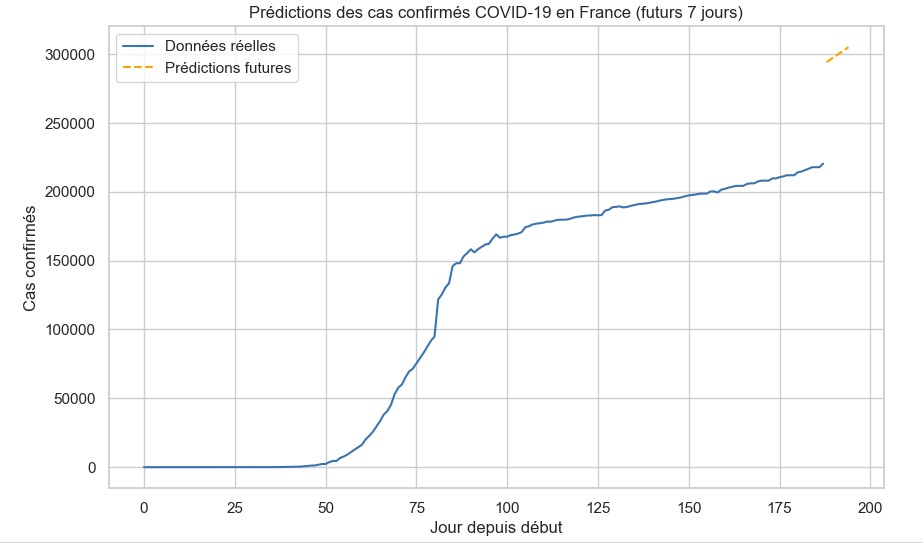 Prédictions des cas confirmés COVID-19 en France (futurs 7 jours)
Données réelles
Prédictions futures
300000
250000
200000
150000
100000
50000
0
Cas confirmés
0 25 50 75 100 125 150 175 200
Jour depuis début